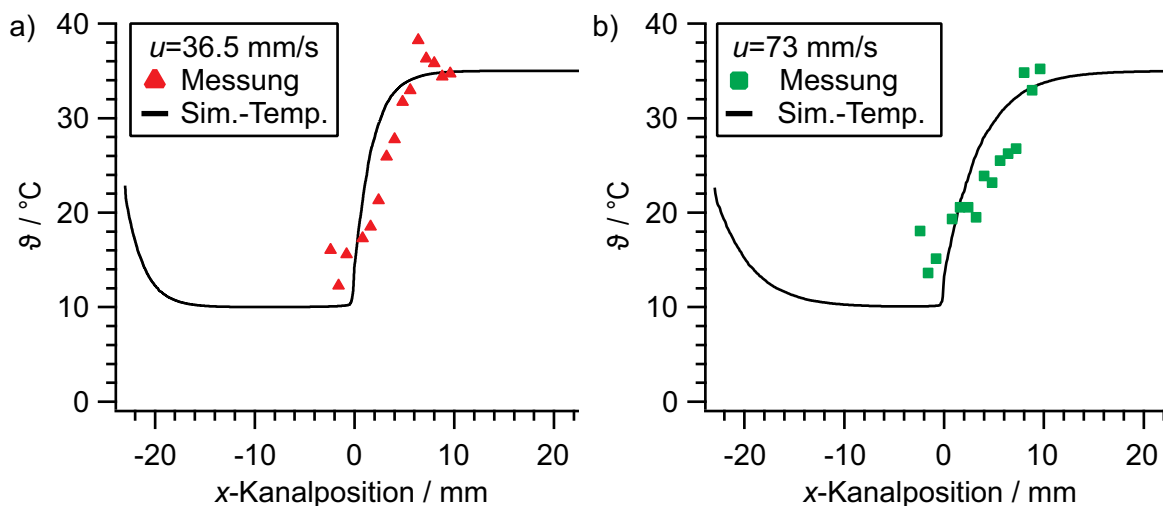 a)
40
30
20
10
0
ϑ / °C
u=36.5 mm/s
Messung
Sim.-Temp.
-20 -10 0 10 20
x-Kanalposition / mm
b)
40
30
20
10
0
ϑ / °C
u=73 mm/s
Messung
Sim.-Temp.
-20 -10 0 10 20
x-Kanalposition / mm